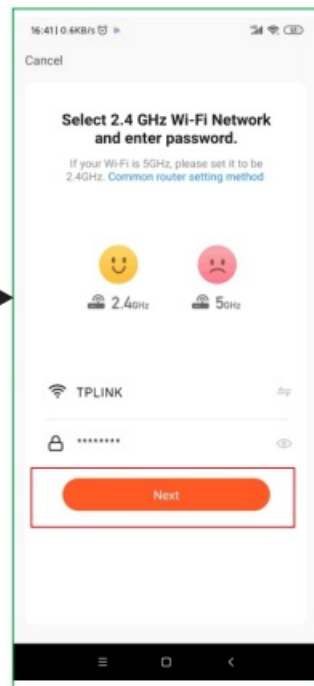 16:41 | 0.6KB/s
Cancel
Select 2.4 GHz Wi-Fi Network
and enter password.
If your Wi-Fi is 5GHz, please set it to be
2.4GHz. Common router setting method
2.4GHz 5GHz
TPLINK
********
Next